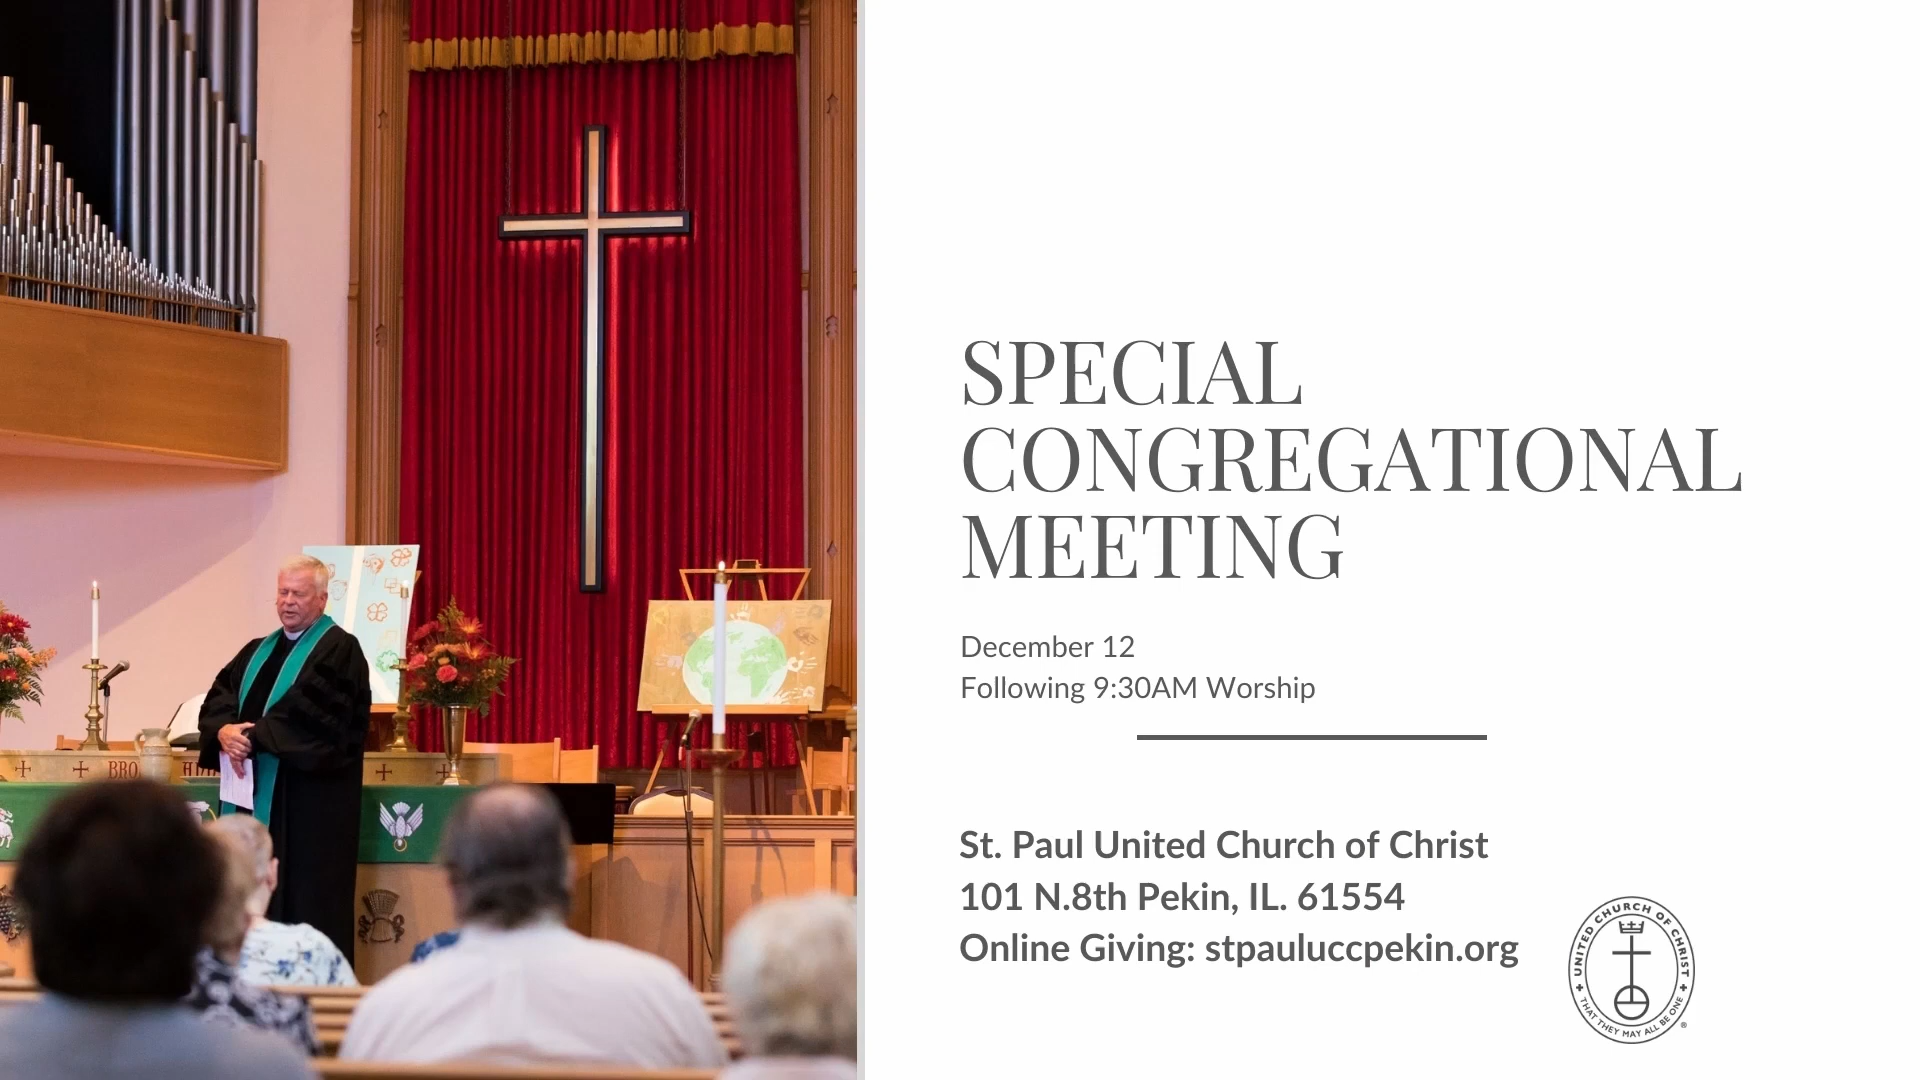 SPECIAL
CONGREGATIONAL
MEETING
December 12
Following 9:30AM Worship
St. Paul United Church of Christ
101 N.8th Pekin, IL. 61554
Online Giving: stpauluccpekin.org
UNITED CHURCH OF CHRIST
THAT THEY MAY ALL BE ONE
®
BRO